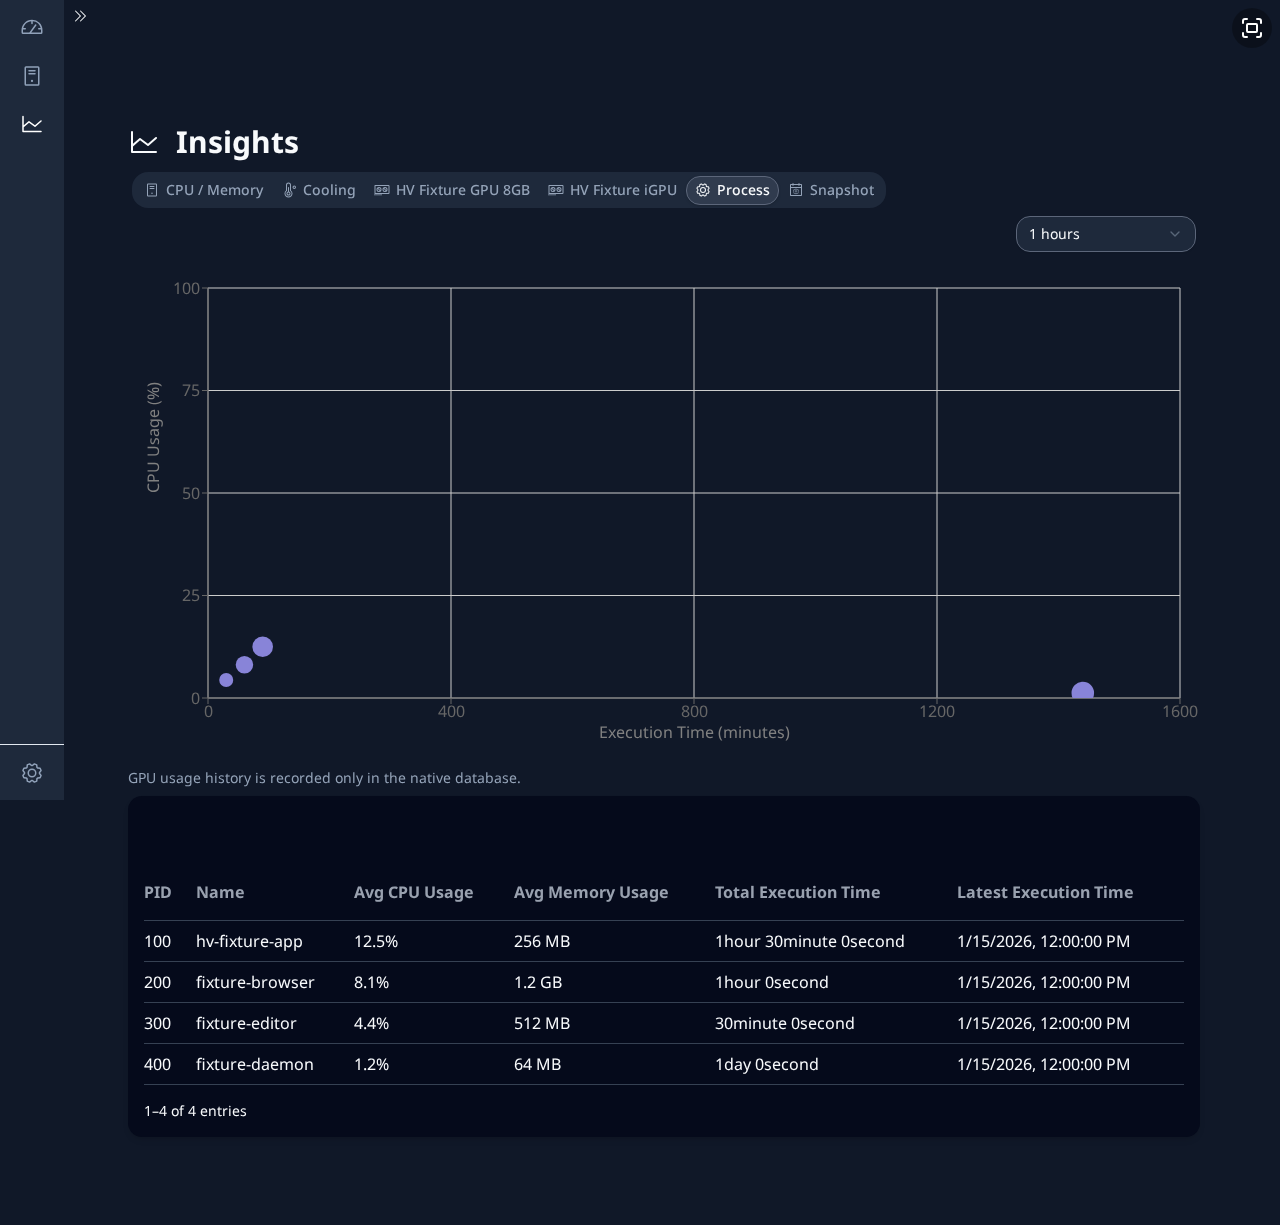 Insights
CPU / Memory Cooling HV Fixture GPU 8GB HV Fixture iGPU Process Snapshot
1 hours
100
75
50
25
0
CPU Usage (%)
0 400 800 1200 1600
Execution Time (minutes)
GPU usage history is recorded only in the native database.
PID Name Avg CPU Usage Avg Memory Usage Total Execution Time Latest Execution Time
100 hv-fixture-app 12.5% 256 MB 1hour 30minute 0second 1/15/2026, 12:00:00 PM
200 fixture-browser 8.1% 1.2 GB 1hour 0second 1/15/2026, 12:00:00 PM
300 fixture-editor 4.4% 512 MB 30minute 0second 1/15/2026, 12:00:00 PM
400 fixture-daemon 1.2% 64 MB 1day 0second 1/15/2026, 12:00:00 PM
1–4 of 4 entries